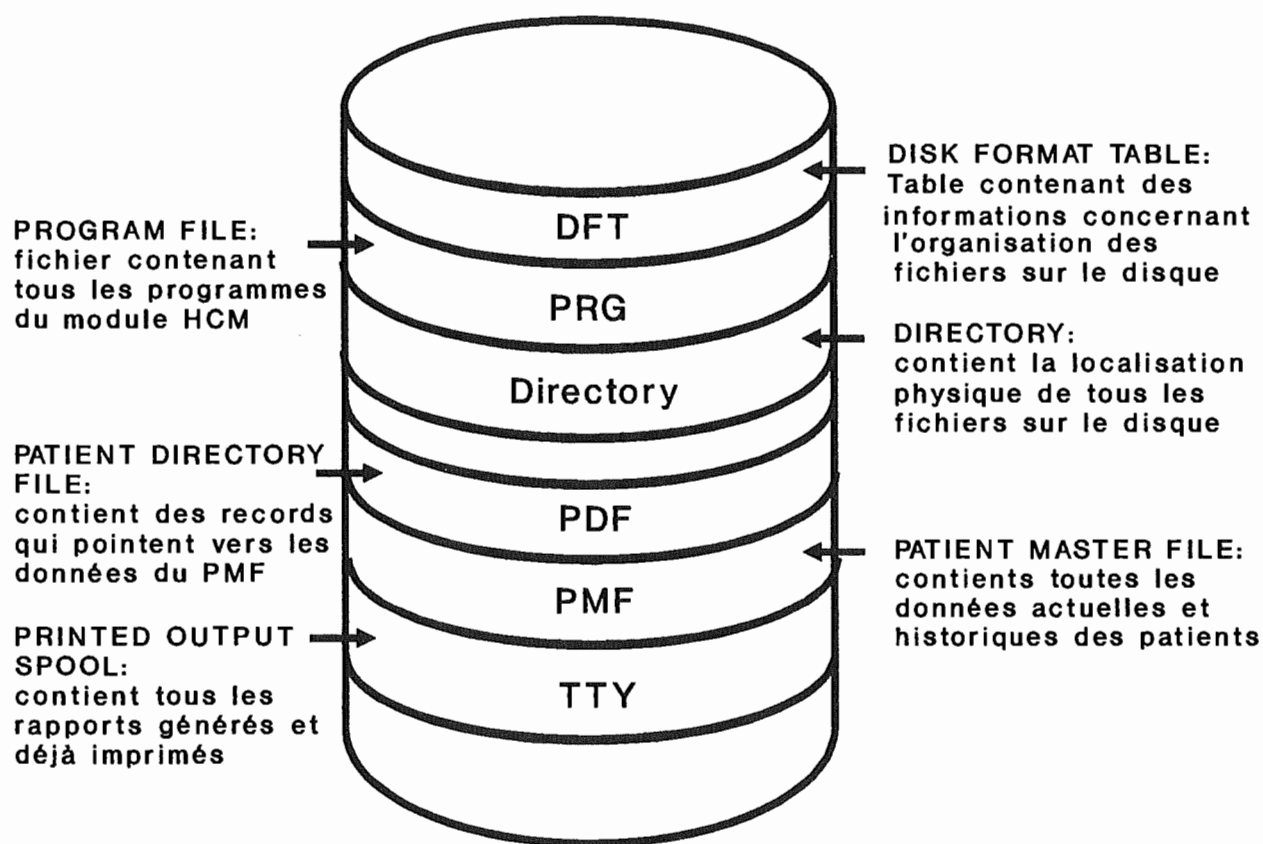 DISK FORMAT TABLE:
Table contenant des
informations concernant
l'organisation des
fichiers sur le disque
DFT
PROGRAM FILE:
fichier contenant
tous les programmes
du module HCM
PRG
DIRECTORY:
contient la localisation
physique de tous les
fichiers sur le disque
Directory
PATIENT DIRECTORY
FILE:
contient des records
qui pointent vers les
données du PMF
PDF
PATIENT MASTER FILE:
contients toutes les
données actuelles et
historiques des patients
PMF
PRINTED OUTPUT
SPOOL:
contient tous les
rapports générés et
déjà imprimés
TTY